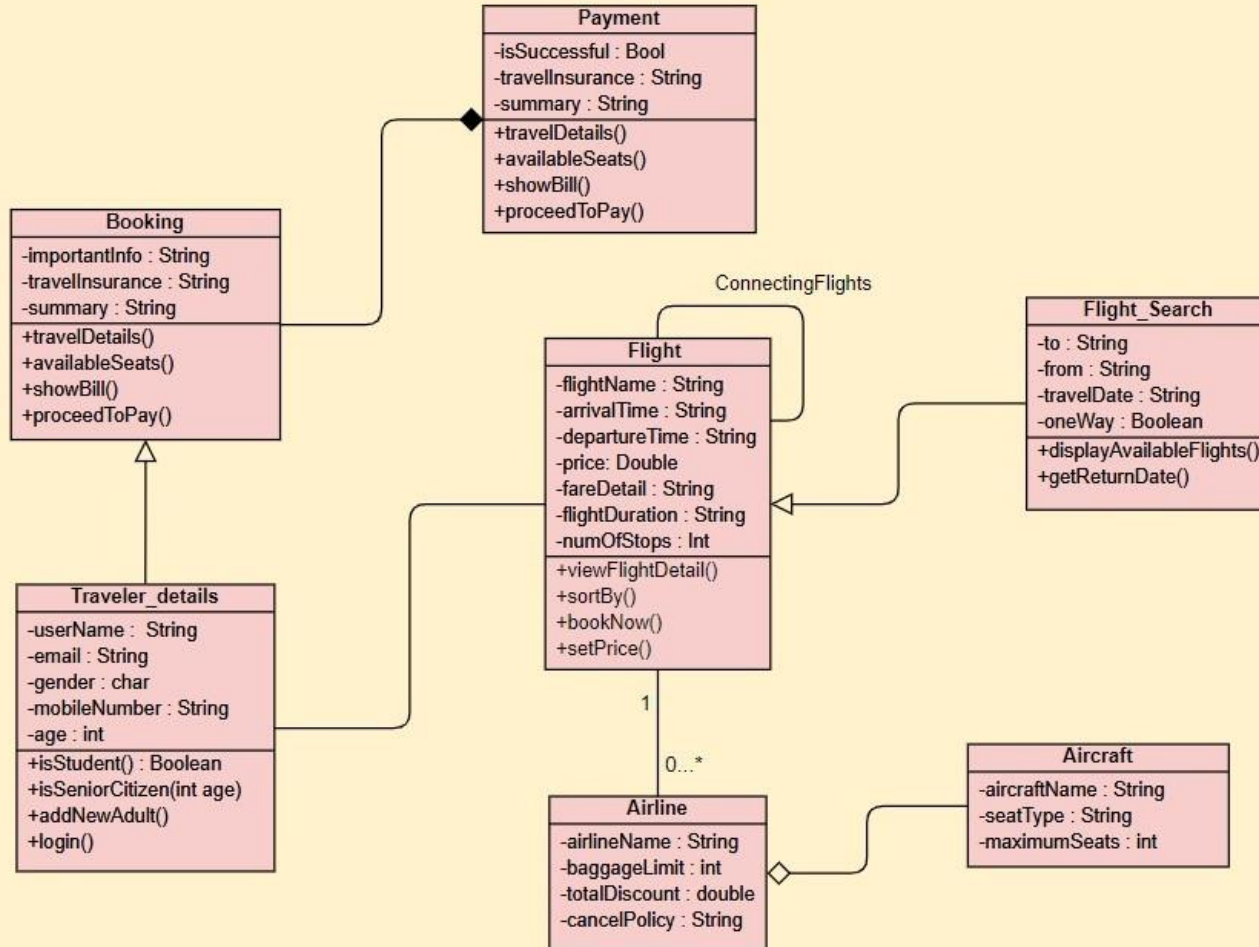 Payment
-isSuccessful : Bool
-travelInsurance : String
-summary : String
+travelDetails()
+availableSeats()
+showBill()
+proceedToPay()
Booking
-importantInfo : String
-travelInsurance : String
-summary : String
+travelDetails()
+availableSeats()
+showBill()
+proceedToPay()
ConnectingFlights
Flight
-flightName : String
-arrivalTime : String
-departureTime : String
-price: Double
-fareDetail : String
-flightDuration : String
-numOfStops : Int
+viewFlightDetail()
+sortBy()
+bookNow()
+setPrice()
Flight_Search
-to : String
-from : String
-travelDate : String
-oneWay : Boolean
+displayAvailableFlights()
+getReturnDate()
Traveler_details
-userName :  String
-email : String
-gender : char
-mobileNumber : String
-age : int
+isStudent() : Boolean
+isSeniorCitizen(int age)
+addNewAdult()
+login()
1
0...*
Airline
-airlineName : String
-baggageLimit : int
-totalDiscount : double
-cancelPolicy : String
Aircraft
-aircraftName : String
-seatType : String
-maximumSeats : int